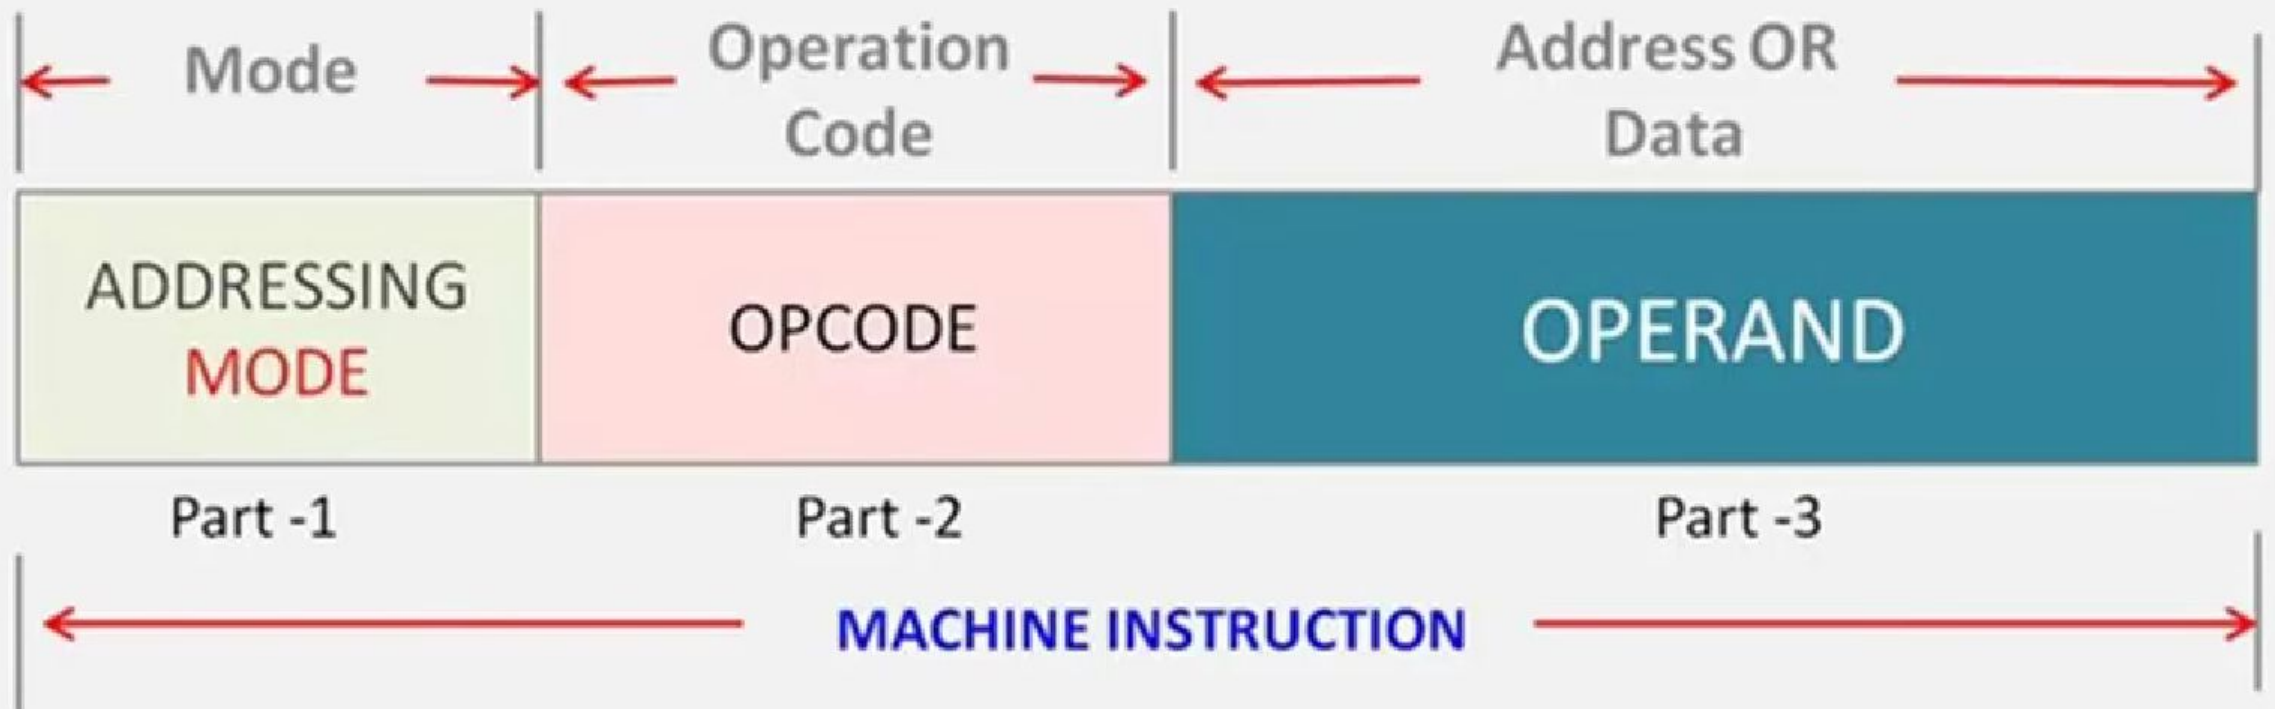 Mode
Operation
Code
Address OR
Data
ADDRESSING
MODE
OPCODE
OPERAND
Part -1
Part -2
Part -3
MACHINE INSTRUCTION